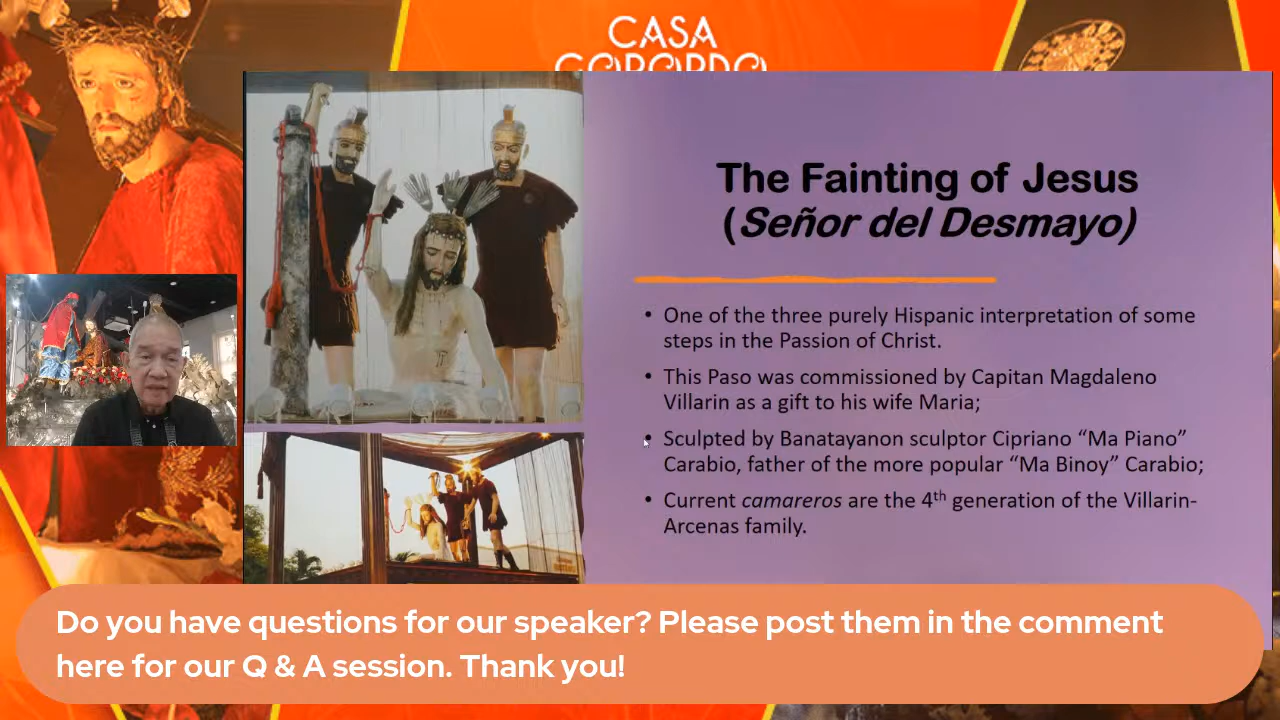 CASA
GORORDO
The Fainting of Jesus
(Señor del Desmayo)
• One of the three purely Hispanic interpretation of some
steps in the Passion of Christ.
• This Paso was commissioned by Capitan Magdaleno
Villarin as a gift to his wife Maria;
• Sculpted by Banatayanon sculptor Cipriano “Ma Piano”
Carabio, father of the more popular “Ma Binoy” Carabio;
• Current camareros are the 4th generation of the Villarin-
Arcenas family.
Do you have questions for our speaker? Please post them in the comment
here for our Q & A session. Thank you!